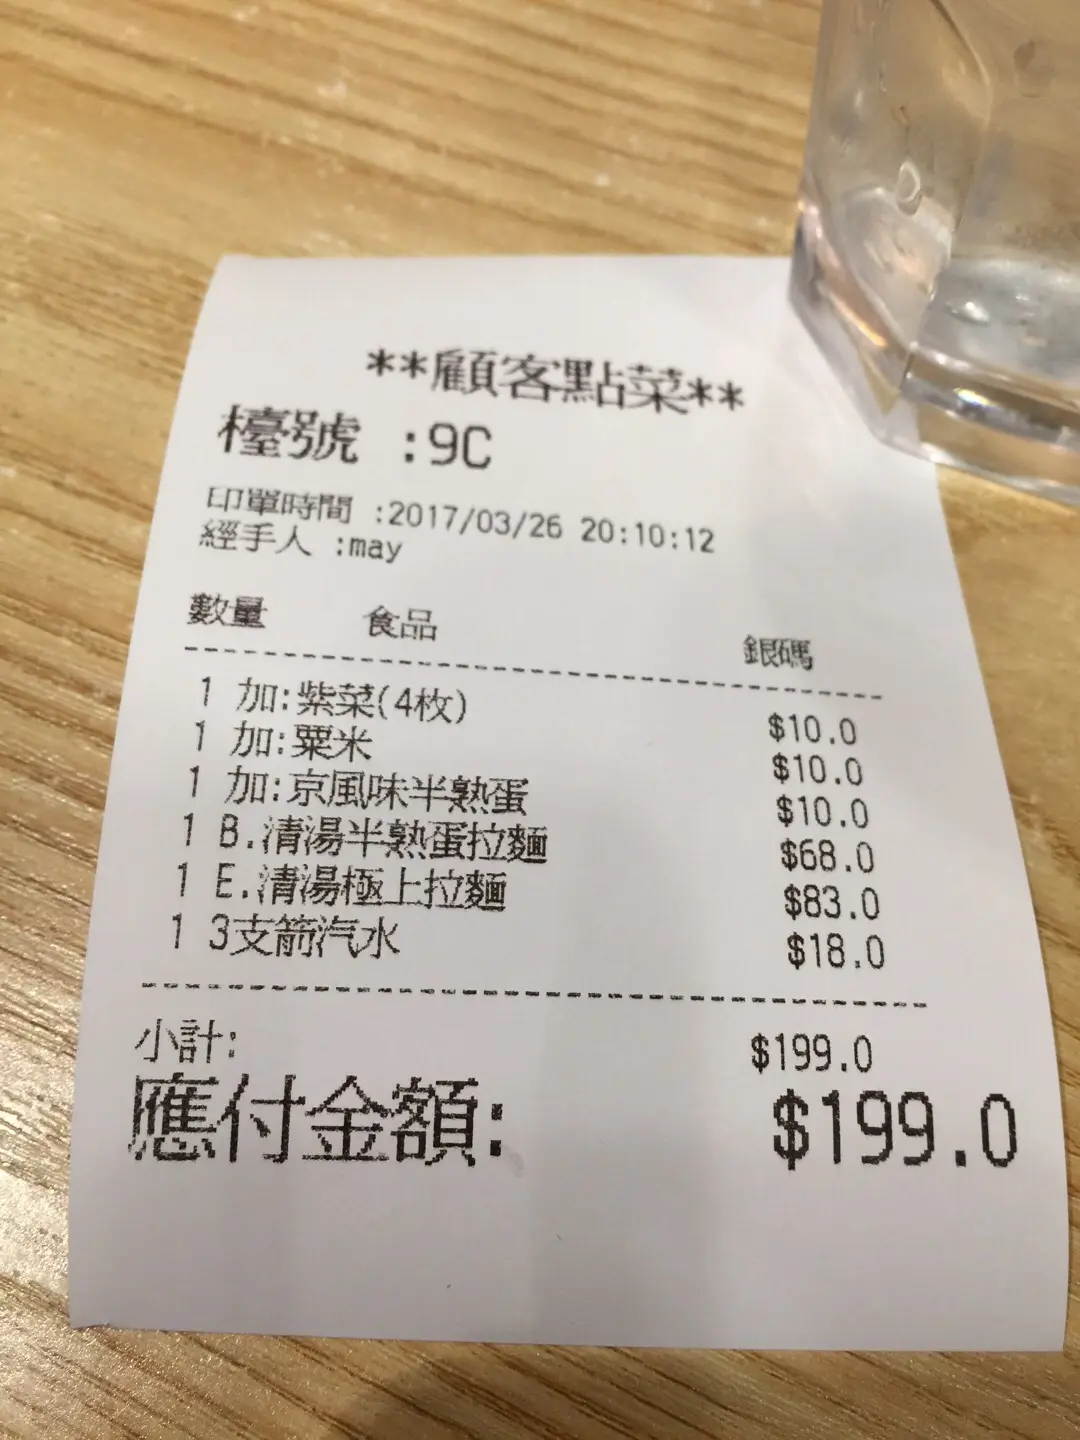 **顧客點菜**
檯號 :9C
印單時間 :2017/03/26 20:10:12
經手人 :may
數量 食品 銀碼
1 加:紫菜(4枚) $10.0
1 加:粟米 $10.0
1 加:京風味半熟蛋 $10.0
1 B.清湯半熟蛋拉麵 $68.0
1 E.清湯極上拉麵 $83.0
1 3支箭汽水 $18.0
小計: $199.0
應付金額: $199.0